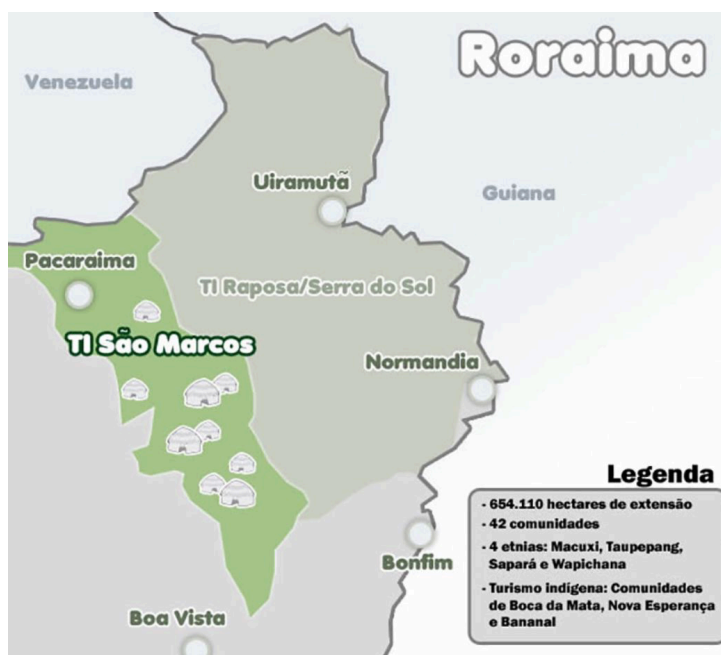 Roraima
Venezuela
Uiramutã
Guiana
Pacaraima
TI Raposa/Serra do Sol
TI São Marcos
Normandia
Legenda
- 654.110 hectares de extensão
- 42 comunidades
- 4 etnias: Macuxi, Taupepang,
Sapará e Wapichana
- Turismo indígena: Comunidades
de Boca da Mata, Nova Esperança
e Bananal
Bonfim
Boa Vista